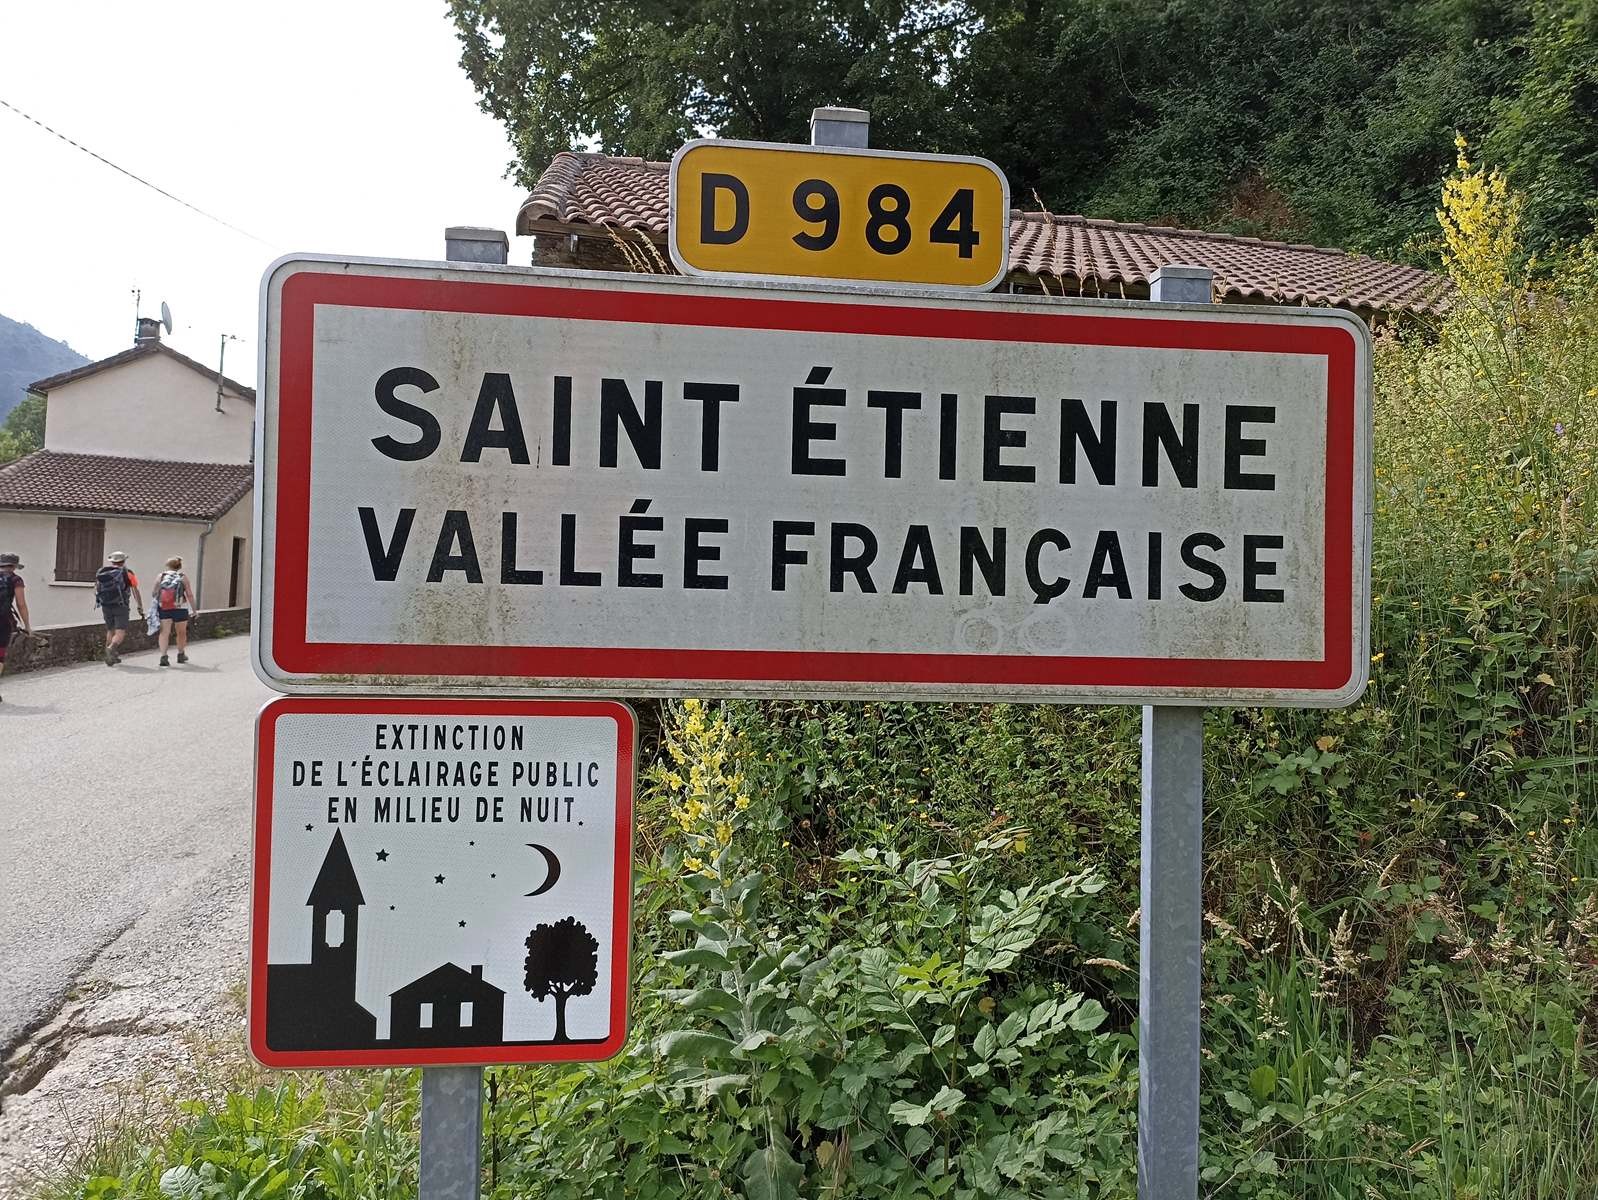 D 984
SAINT ÉTIENNE
VALLÉE FRANÇAISE
EXTINCTION
DE L'ÉCLAIRAGE PUBLIC
EN MILIEU DE NUIT